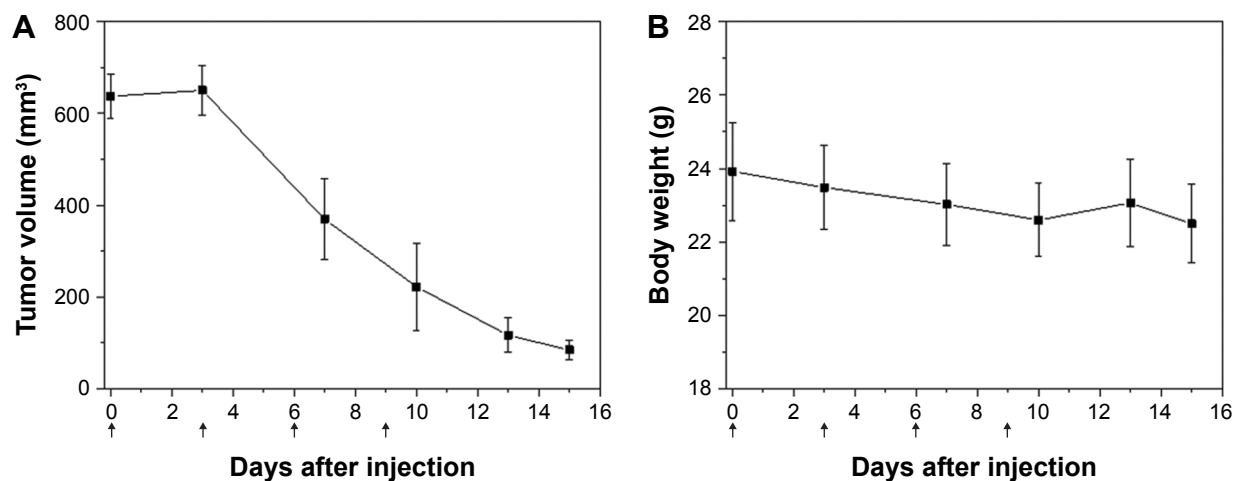 A
Tumor volume (mm³)
800
600
400
200
0
0 2 4 6 8 10 12 14 16
Days after injection
B
Body weight (g)
28
26
24
22
20
18
0 2 4 6 8 10 12 14 16
Days after injection